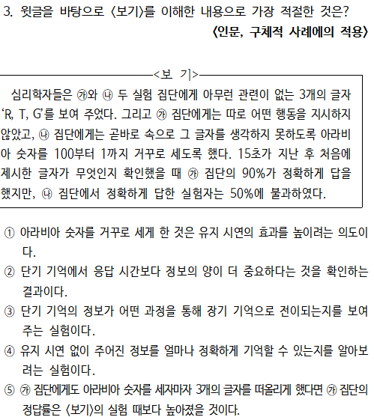 3. 윗글을 바탕으로 <보기>를 이해한 내용으로 가장 적절한 것은?
<인문, 구체적 사례에의 적용>
<보 기>
심리학자들은 ㉮와 ㉯ 두 실험 집단에게 아무런 관련이 없는 3개의 글자
‘R, T, G’를 보여 주었다. 그리고 ㉮ 집단에게는 따로 어떤 행동을 지시하지
않았고, ㉯ 집단에게는 곧바로 속으로 그 글자를 생각하지 못하도록 아라비
아 숫자를 100부터 1까지 거꾸로 세도록 했다. 15초가 지난 후 처음에
제시한 글자가 무엇인지 확인했을 때 ㉮ 집단의 90%가 정확하게 답을
했지만, ㉯ 집단에서 정확하게 답한 실험자는 50%에 불과하였다.
① 아라비아 숫자를 거꾸로 세게 한 것은 유지 시연의 효과를 높이려는 의도이
다.
② 단기 기억에서 응답 시간보다 정보의 양이 더 중요하다는 것을 확인하는
결과이다.
③ 단기 기억의 정보가 어떤 과정을 통해 장기 기억으로 전이되는지를 보여
주는 실험이다.
④ 유지 시연 없이 주어진 정보를 얼마나 정확하게 기억할 수 있는지를 알아보
려는 실험이다.
⑤ ㉮ 집단에게도 아라비아 숫자를 세자마자 3개의 글자를 떠올리게 했다면 ㉮ 집단의
정답률은 <보기>의 실험 때보다 높아졌을 것이다.